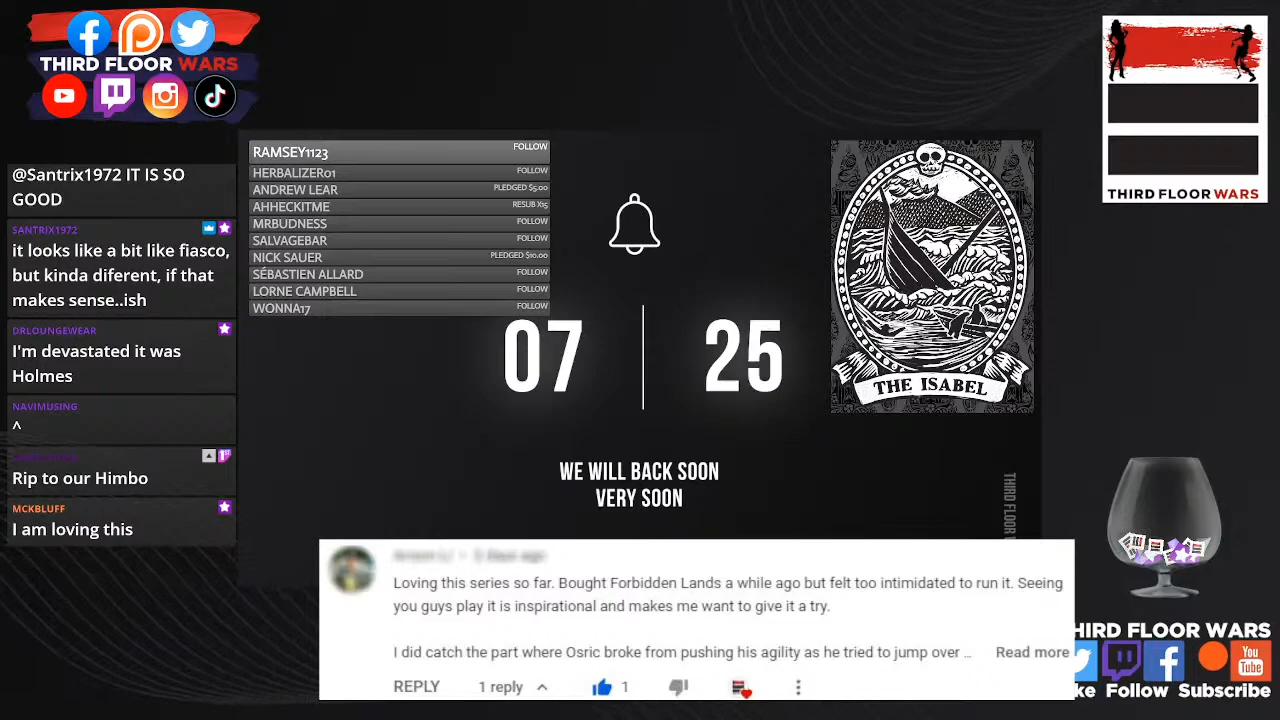 THIRD FLOOR WARS
@Santrix1972 IT IS SO
GOOD
SANTRIX1972
it looks like a bit like fiasco,
but kinda diferent, if that
makes sense..ish
DRLOUNGEWEAR
I'm devastated it was
Holmes
NAVIMUSING
^
Rip to our Himbo
MCKBLUFF
I am loving this
RAMSEY1123 FOLLOW
HERBALIZER01 FOLLOW
ANDREW LEAR PLEDGED $5.00
AHHECKITME RESUB X15
MRBUDNESS FOLLOW
SALVAGEBAR FOLLOW
NICK SAUER PLEDGED $10.00
SÉBASTIEN ALLARD FOLLOW
LORNE CAMPBELL FOLLOW
WONNA17 FOLLOW
07 25
WE WILL BACK SOON
VERY SOON
THE ISABEL
THIRD FLOOR
THIRD FLOOR WARS
Loving this series so far. Bought Forbidden Lands a while ago but felt too intimidated to run it. Seeing
you guys play it is inspirational and makes me want to give it a try.
I did catch the part where Osric broke from pushing his agility as he tried to jump over ... Read more
REPLY 1 reply 1
HIRD FLOOR WARS
You
Tube
ke Follow Subscribe